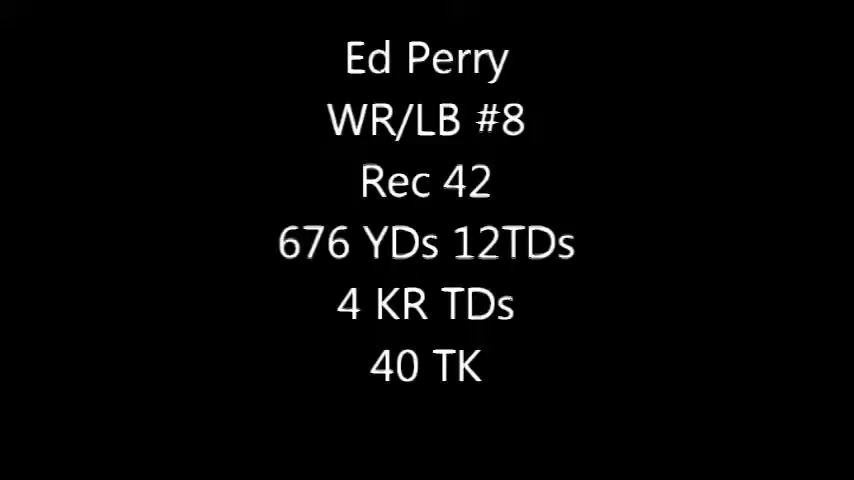 Ed Perry
WR/LB #8
Rec 42
676 YDs 12TDs
4 KR TDs
40 TK